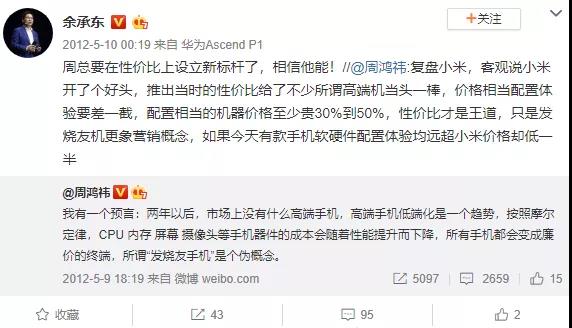 余承东
+关注
2012-5-10 00:19 来自 华为Ascend P1
周总要在性价比上设立新标杆了，相信他能！//@周鸿祎:复盘小米，客观说小米
开了个好头，推出当时的性价比给了不少所谓高端机当头一棒，价格相当配置体
验要差一截，配置相当的机器价格至少贵30%到50%，性价比才是王道，只是发
烧友机更象营销概念，如果今天有款手机软硬件配置体验均远超小米价格却低一
半
@周鸿祎
我有一个预言：两年以后，市场上没有什么高端手机，高端手机低端化是一个趋势，按照摩尔
定律，CPU 内存 屏幕 摄像头等手机器件的成本会随着性能提升而下降，所有手机都会变成廉
价的终端，所谓“发烧友手机”是个伪概念。
2012-5-9 18:19 来自 微博 weibo.com 5097 2659 15
收藏 43 95 2